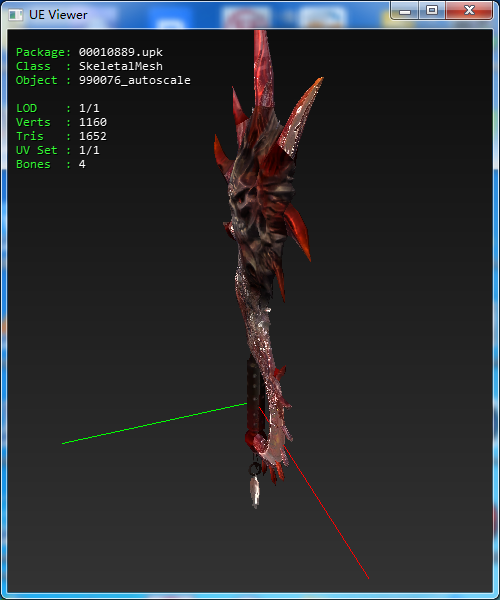 UE Viewer
Package: 00010889.upk
Class  : SkeletalMesh
Object : 990076_autoscale
LOD    : 1/1
Verts  : 1160
Tris   : 1652
UV Set : 1/1
Bones  : 4